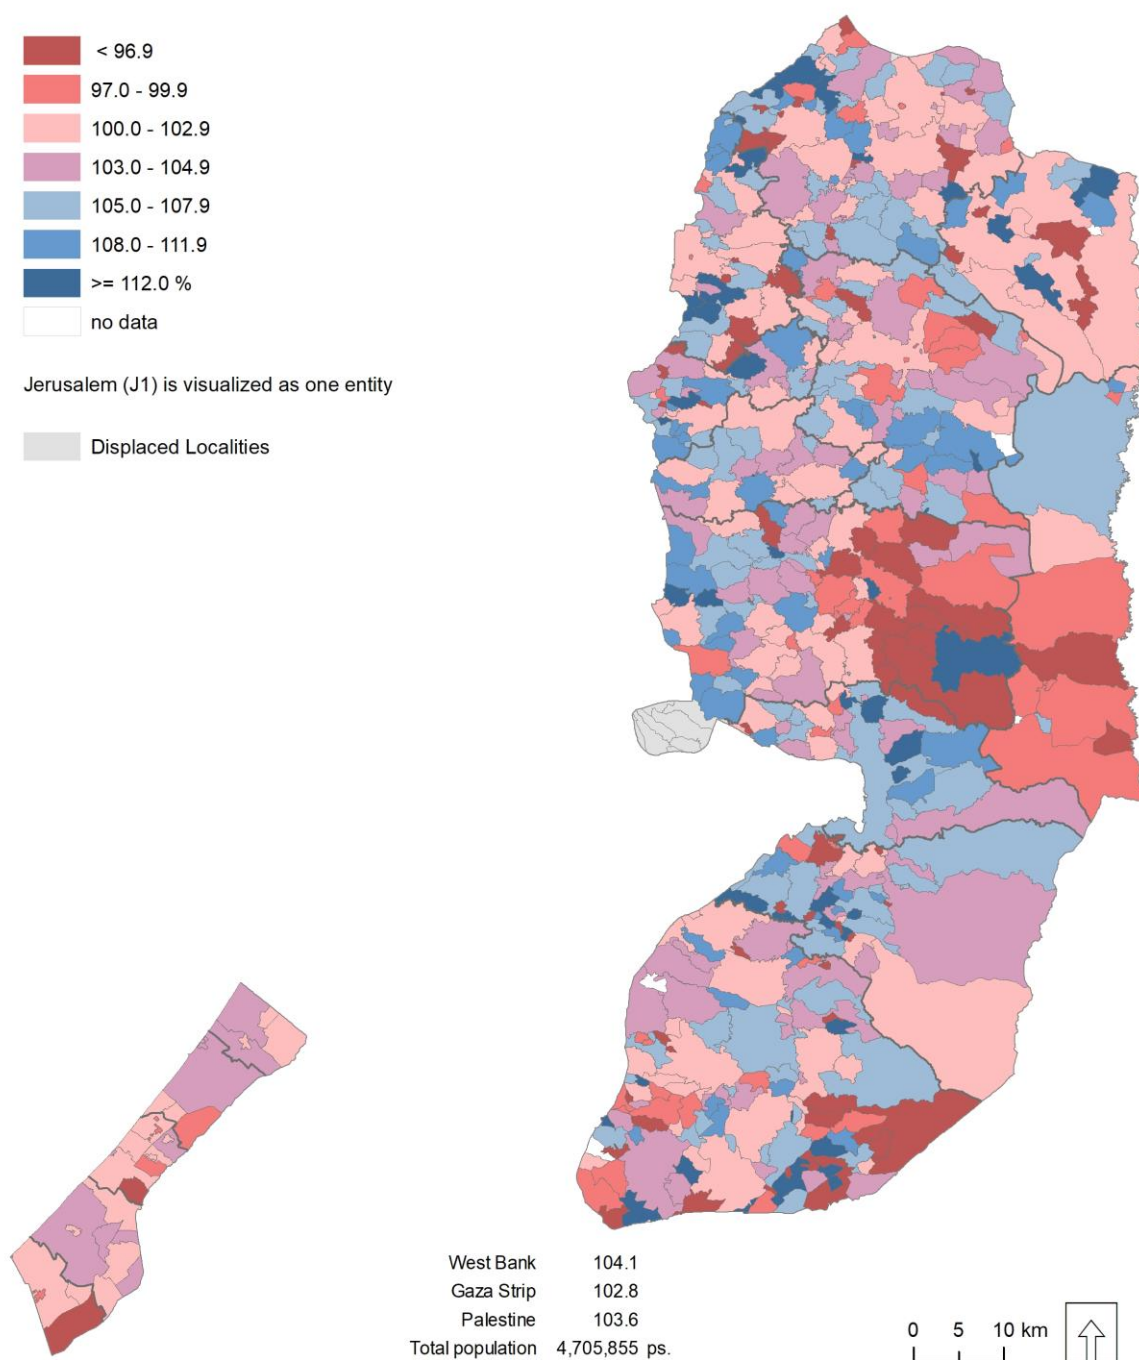 < 96.9
97.0 - 99.9
100.0 - 102.9
103.0 - 104.9
105.0 - 107.9
108.0 - 111.9
>= 112.0 %
no data
Jerusalem (J1) is visualized as one entity
Displaced Localities
West Bank 104.1
Gaza Strip 102.8
Palestine 103.6
Total population 4,705,855 ps.
0 5 10 km